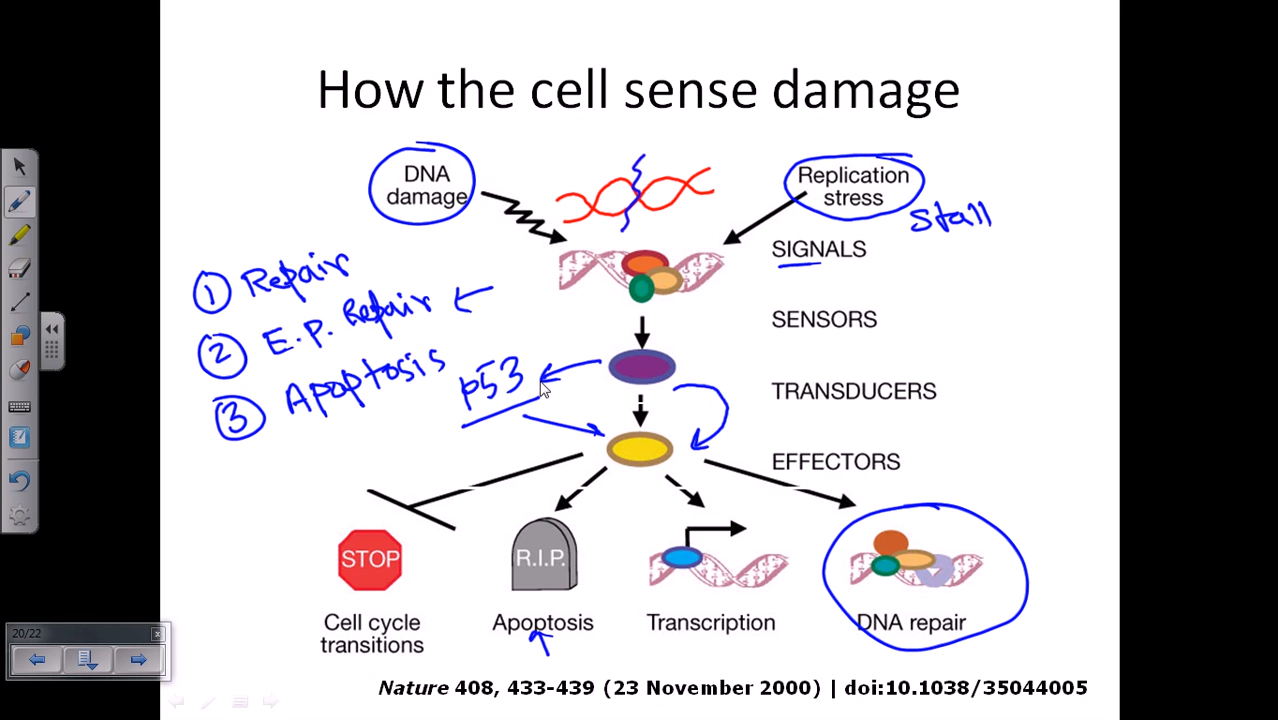 How the cell sense damage
DNA
damage
Replication
stress
Stall
SIGNALS
① Repair
② E.P. Repair
③ Apoptosis
SENSORS
p53
TRANSDUCERS
EFFECTORS
STOP
R.I.P.
Cell cycle
transitions
Apoptosis
Transcription
DNA repair
20/22
Nature 408, 433-439 (23 November 2000) | doi:10.1038/35044005